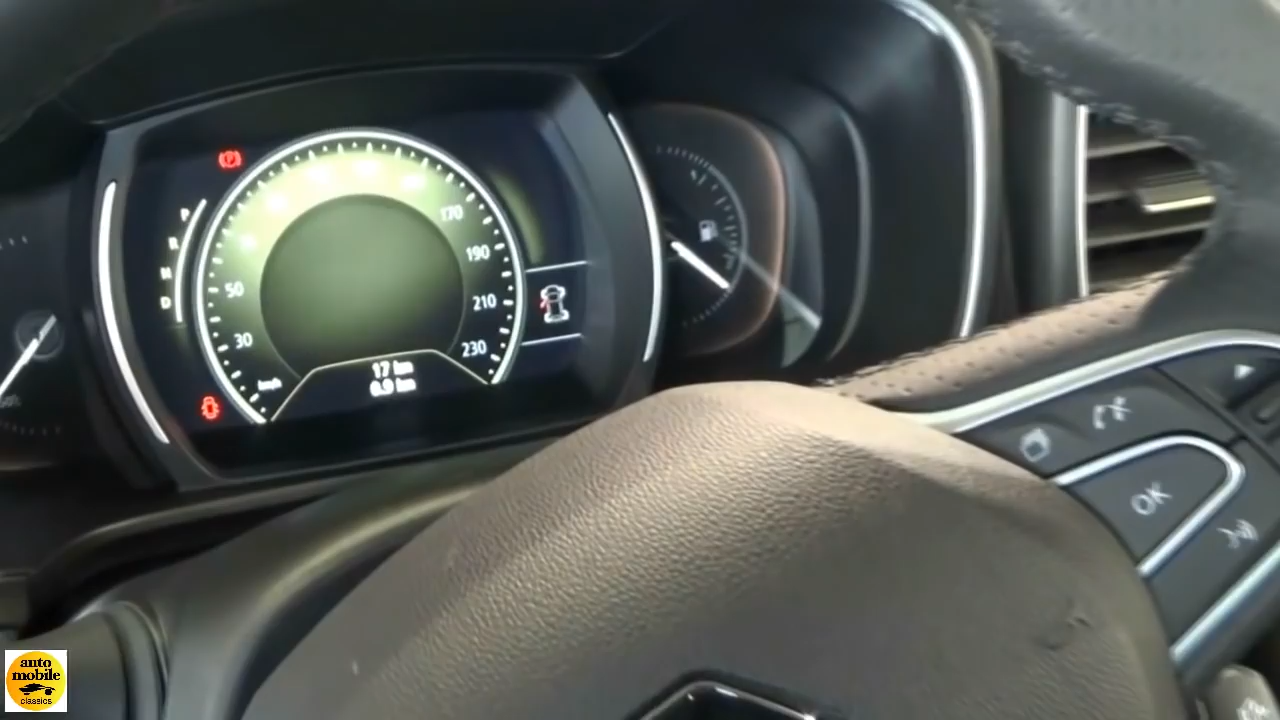 P
R
M
D
30
50
170
190
210
230
km/h
17 km
0.9 km
OK
auto
mobile
classics